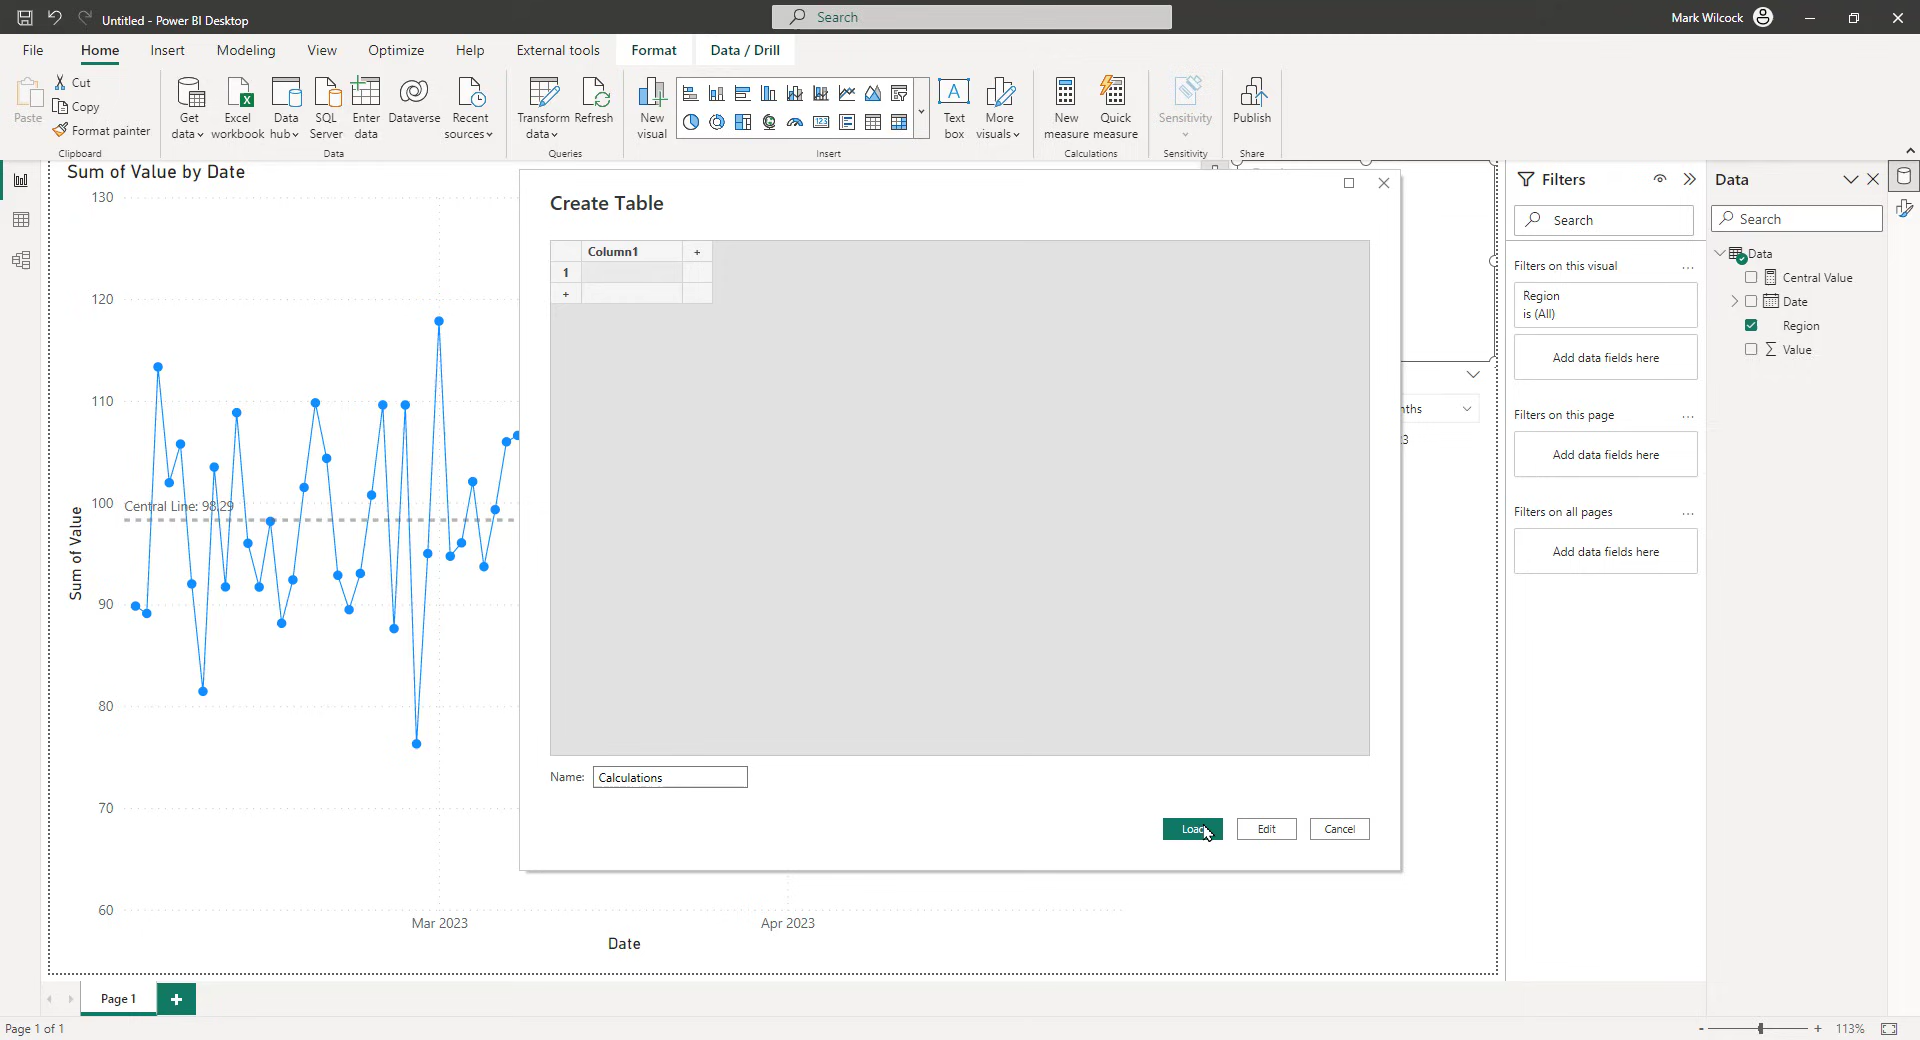 Untitled - Power BI Desktop
Search
Mark Wilcock
File
Home
Insert
Modeling
View
Optimize
Help
External tools
Format
Data / Drill
Paste
Cut
Copy
Format painter
Clipboard
Get data
Excel workbook
Data hub
SQL Server
Enter data
Dataverse
Recent sources
Data
Transform data
Refresh
Queries
New visual
Text box
More visuals
Insert
New measure
Quick measure
Calculations
Sensitivity
Sensitivity
Publish
Share
Sum of Value by Date
130
120
110
100
90
80
70
60
Central Line: 98.29
Sum of Value
Mar 2023
Apr 2023
Date
Create Table
Column1
+
1
+
Name:
Calculations
Edit
Cancel
Filters
Search
Filters on this visual
...
Region
is (All)
Add data fields here
Filters on this page
...
Add data fields here
Filters on all pages
...
Add data fields here
Data
Search
Data
Central Value
Date
Region
Value
Page 1
Page 1 of 1
- + 113%